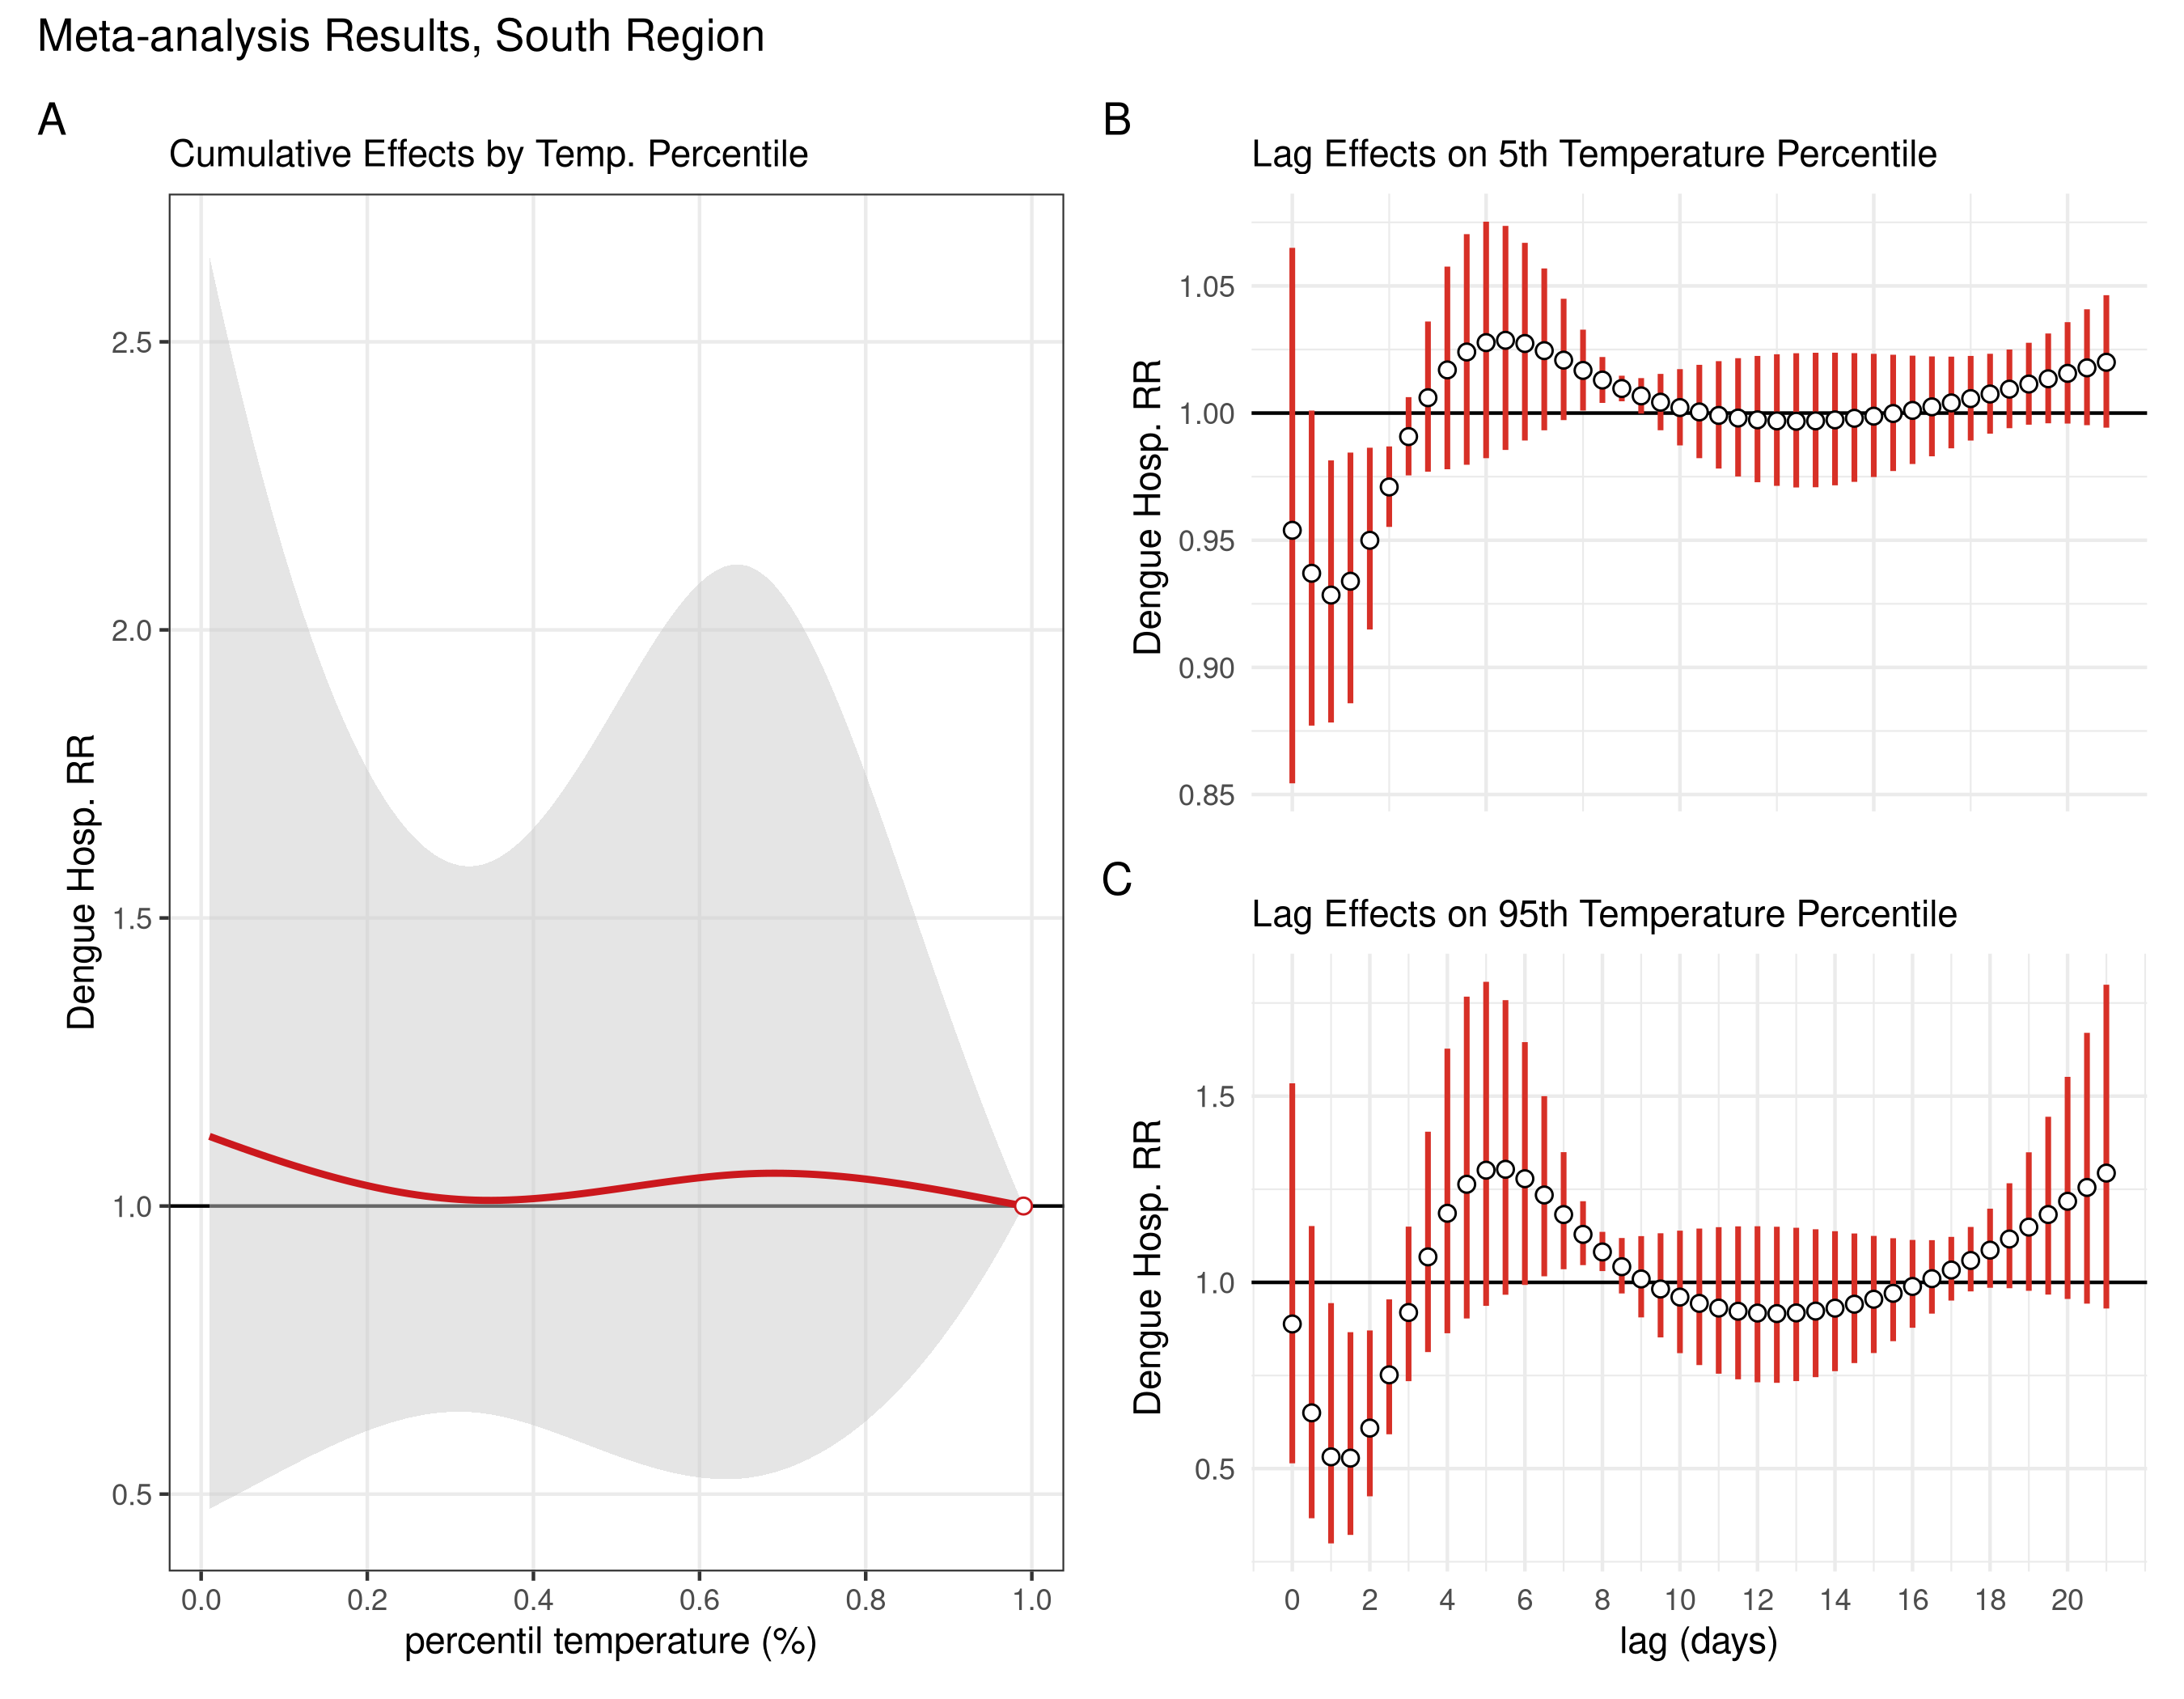 Meta-analysis Results, South Region
A
Cumulative Effects by Temp. Percentile
Dengue Hosp. RR
2.5
2.0
1.5
1.0
0.5
0.0 0.2 0.4 0.6 0.8 1.0
percentil temperature (%)
B
Lag Effects on 5th Temperature Percentile
Dengue Hosp. RR
1.05
1.00
0.95
0.90
0.85
C
Lag Effects on 95th Temperature Percentile
Dengue Hosp. RR
1.5
1.0
0.5
0 2 4 6 8 10 12 14 16 18 20
lag (days)